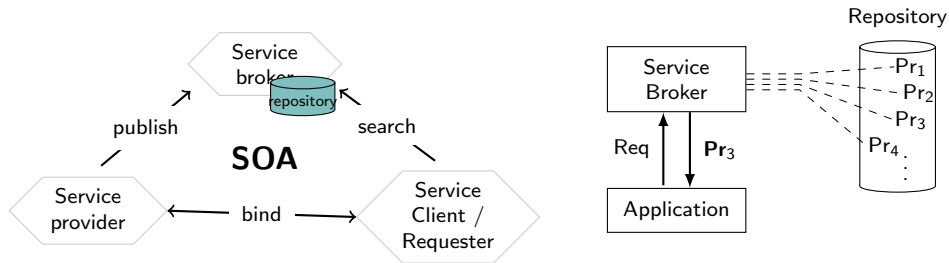 Service
broker
repository
publish
search
SOA
Service
provider
bind
Service
Client /
Requester
Repository
Service
Broker
Pr1
Pr2
Pr3
Pr4
⋮
Req
Pr3
Application